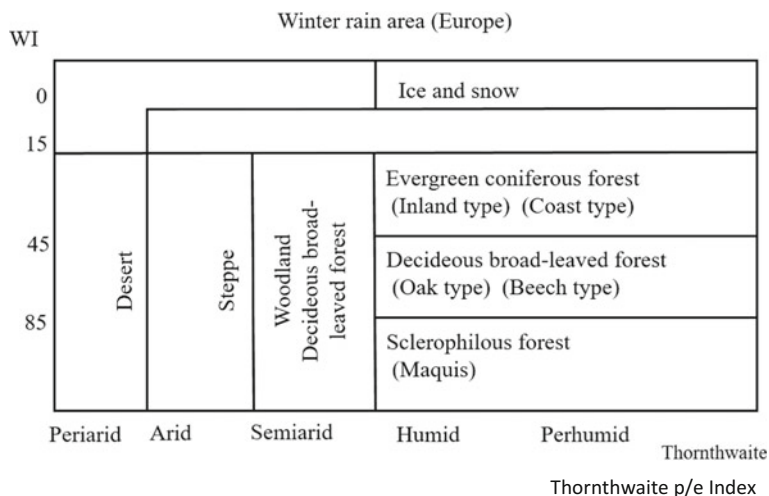 Winter rain area (Europe)
WI
0
Ice and snow
15
Evergreen coniferous forest
(Inland type) (Coast type)
45
Decideous broad-leaved forest
(Oak type) (Beech type)
85
Sclerophilous forest
(Maquis)
Desert
Steppe
Woodland
Decideous broad-
leaved forest
Periarid Arid Semiarid Humid Perhumid
Thornthwaite
Thornthwaite p/e Index